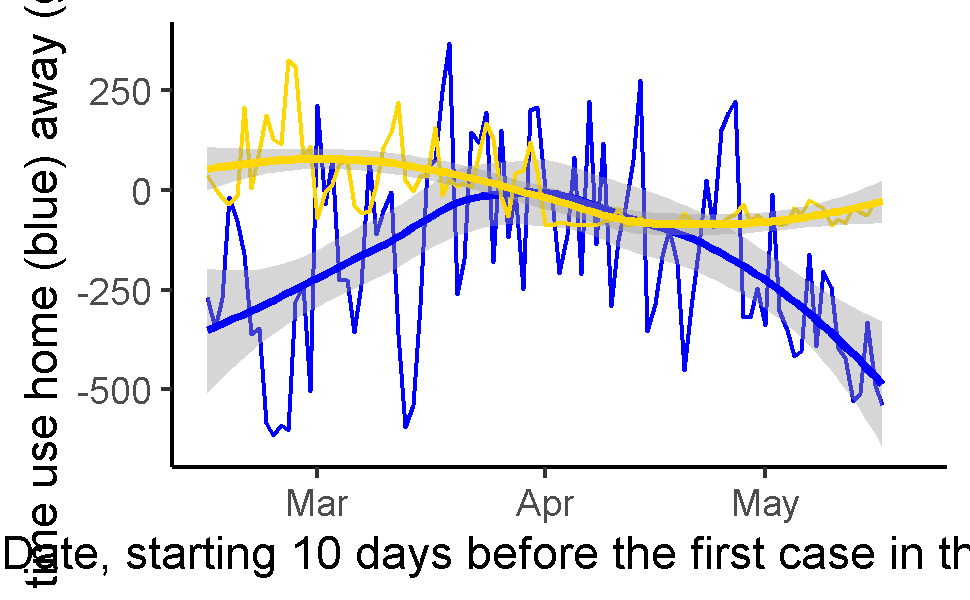 time use home (blue) away (
250
0
-250
-500
Mar Apr May
Date, starting 10 days before the first case in th